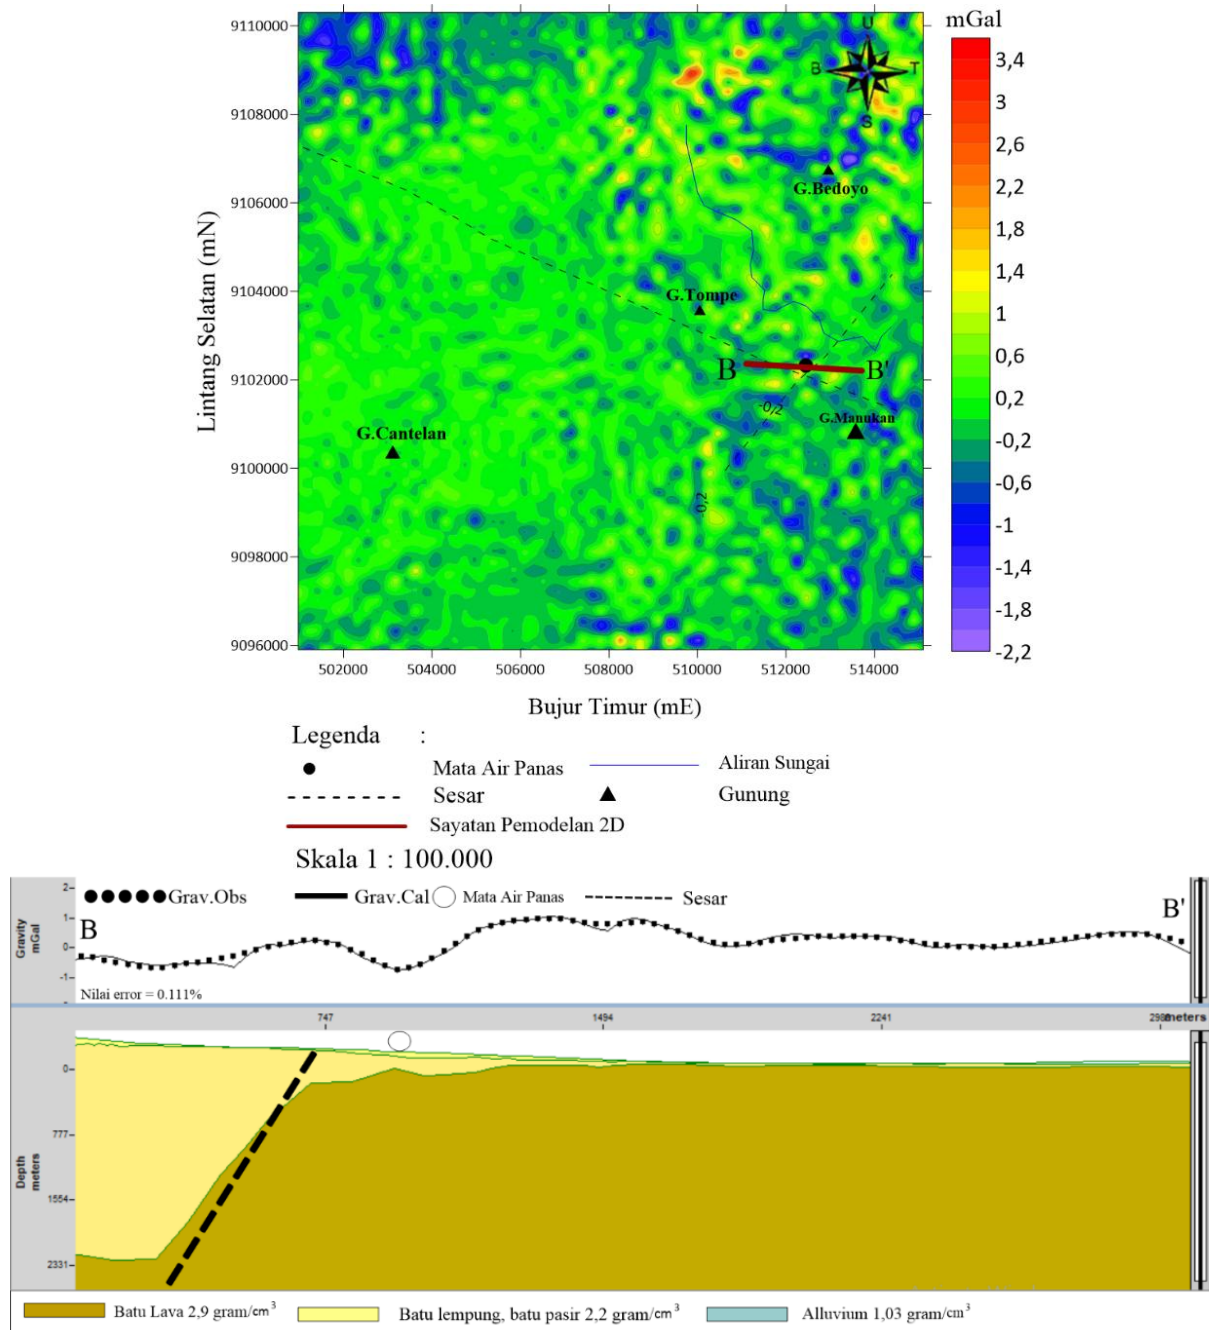 mGal
9110000
9108000
9106000
9104000
9102000
9100000
9098000
9096000
Lintang Selatan (mN)
U
B T
S
G.Bedoyo
G.Tompe
B B'
-0,2
G.Manukan
G.Cantelan
-0,2
3,4
3
2,6
2,2
1,8
1,4
1
0,6
0,2
-0,2
-0,6
-1
-1,4
-1,8
-2,2
502000 504000 506000 508000 510000 512000 514000
Bujur Timur (mE)
Legenda :
Mata Air Panas Aliran Sungai
Sesar Gunung
Sayatan Pemodelan 2D
Skala 1 : 100.000
Grav.Obs Grav.Cal Mata Air Panas Sesar
B B'
Gravity
mGal
2
1
0
-1
Nilai error = 0.111%
747 1494 2241 meters
Depth
meters
0
777
1554
2331
Batu Lava 2,9 gram/cm³ Batu lempung, batu pasir 2,2 gram/cm³ Alluvium 1,03 gram/cm³